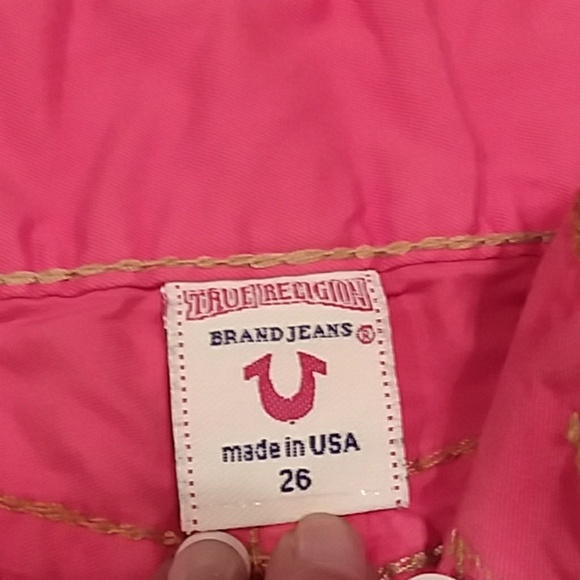 TRUE RELIGION
BRAND JEANS ®
made in USA
26